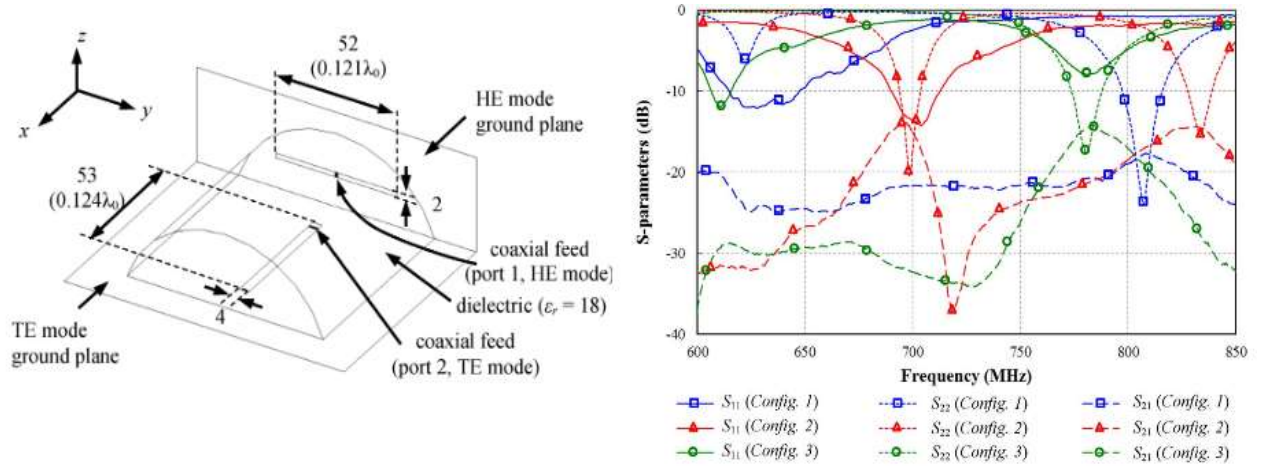 z
y
x
52
(0.121λ₀)
HE mode
ground plane
53
(0.124λ₀)
2
coaxial feed
(port 1, HE mode)
dielectric (εᵣ = 18)
4
TE mode
ground plane
coaxial feed
(port 2, TE mode)
S-parameters (dB)
0
-10
-20
-30
-40
600 650 700 750 800 850
Frequency (MHz)
S₁₁ (Config. 1) S₂₂ (Config. 1) S₂₁ (Config. 1)
S₁₁ (Config. 2) S₂₂ (Config. 2) S₂₁ (Config. 2)
S₁₁ (Config. 3) S₂₂ (Config. 3) S₂₁ (Config. 3)